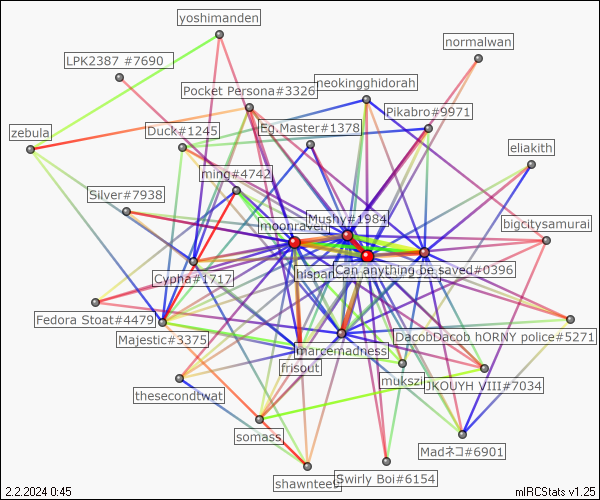 yoshimanden
normalwan
LPK2387 #7690
Pocket Persona#3326
neokingghidorah
Pikabro#9971
zebula
Duck#1245
Eg.Master#1378
eliakith
ming#4742
Silver#7938
Mushy#1984
moonraven
bigcitysamurai
Cypha#1717
hispan
Can anything be saved#0396
Fedora Stoat#4479
Majestic#3375
DacobDacob hORNY police#5271
marcemadness
frisout
mukszi
JKOUYH VIII#7034
thesecondtwat
somass
Madネコ#6901
shawnteeU
Swirly Boi#6154
2.2.2024 0:45
mIRCStats v1.25